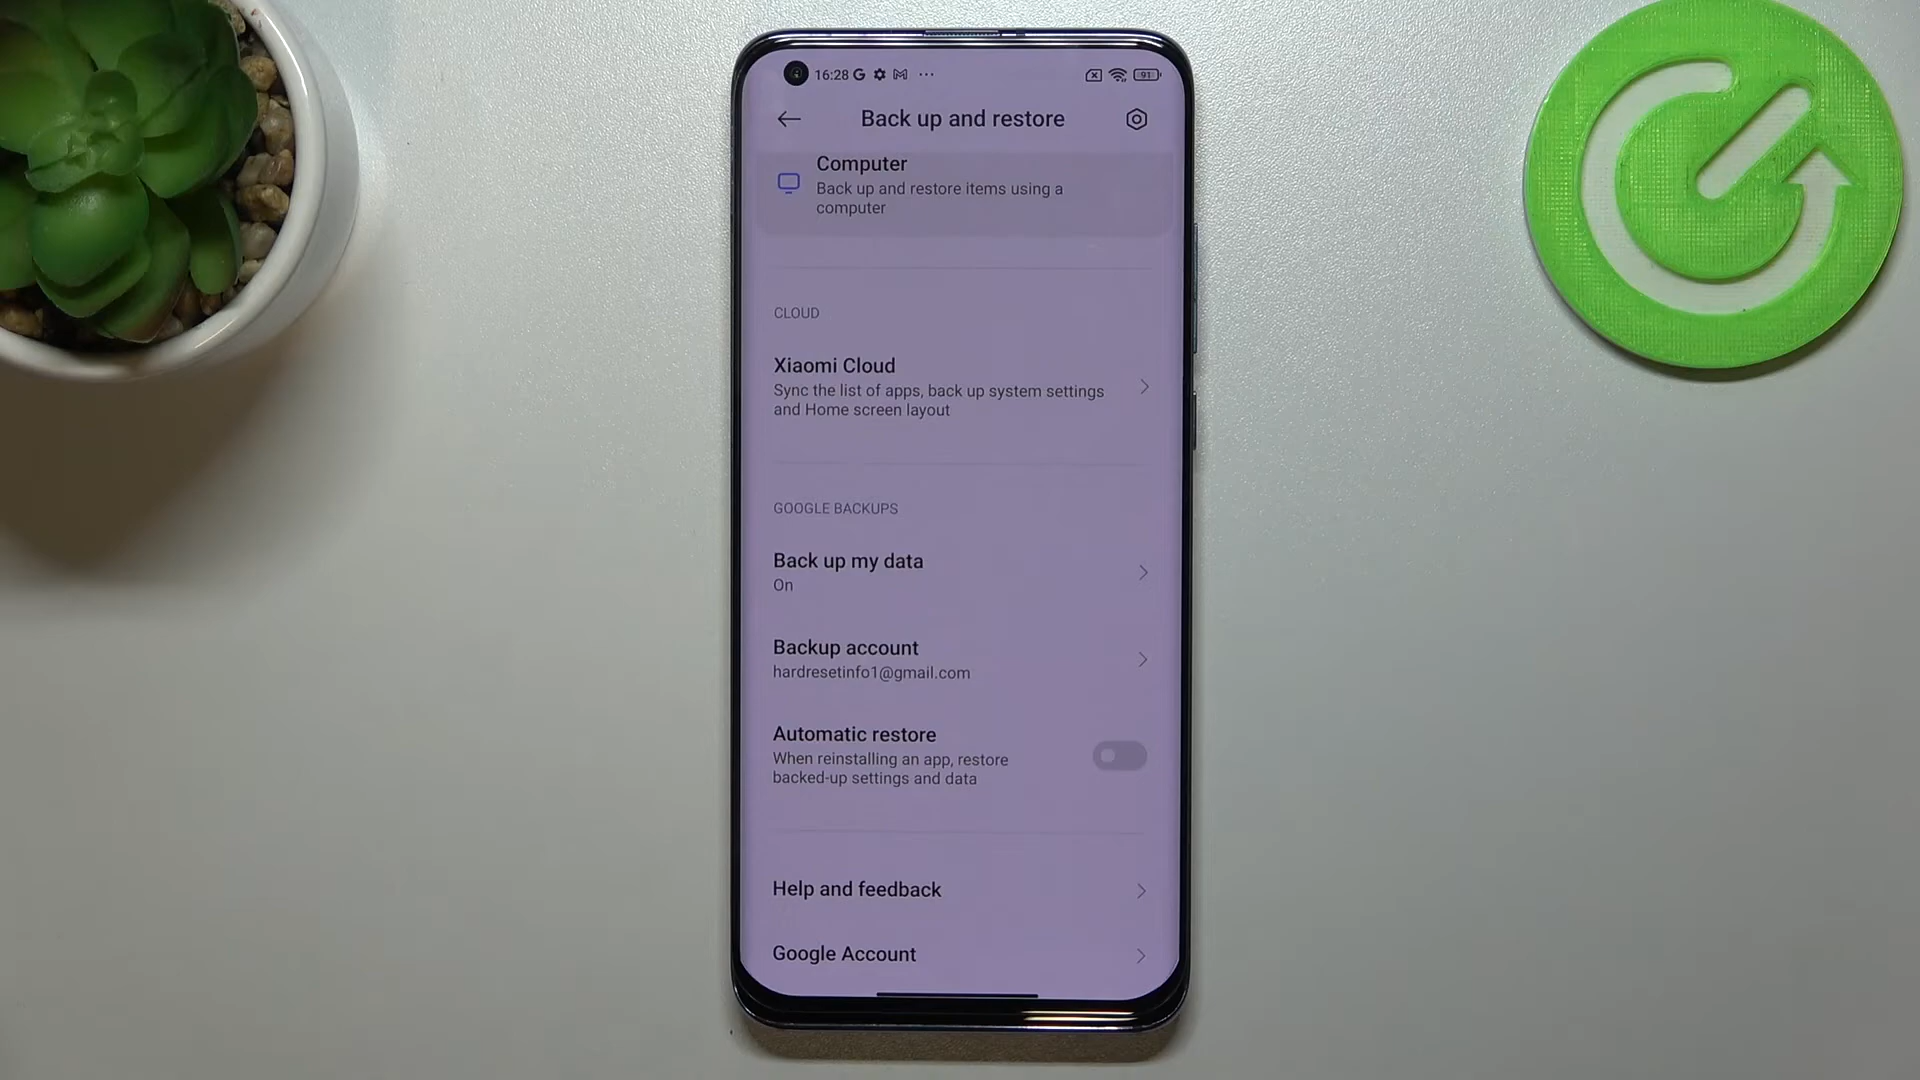 16:28
91
Back up and restore
Computer
Back up and restore items using a
computer
CLOUD
Xiaomi Cloud
Sync the list of apps, back up system settings
and Home screen layout
GOOGLE BACKUPS
Back up my data
On
Backup account
hardresetinfo1@gmail.com
Automatic restore
When reinstalling an app, restore
backed-up settings and data
Help and feedback
Google Account